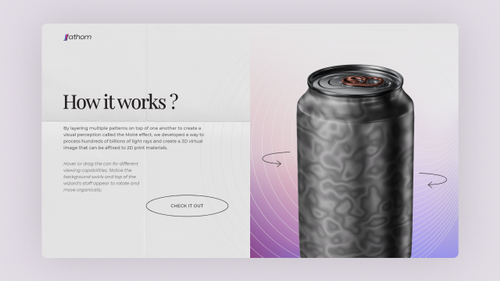 fathom
How it works ?
By layering multiple patterns on top of one another to create a
visual perception called the Moiré effect, we developed a way to
process hundreds of billions of light rays and create a 3D virtual
image that can be affixed to 2D print materials.
Hover or drag the can for different
viewing capabilities. Notice the
background swirls and top of the
wizard's staff appear to rotate and
move organically.
CHECK IT OUT